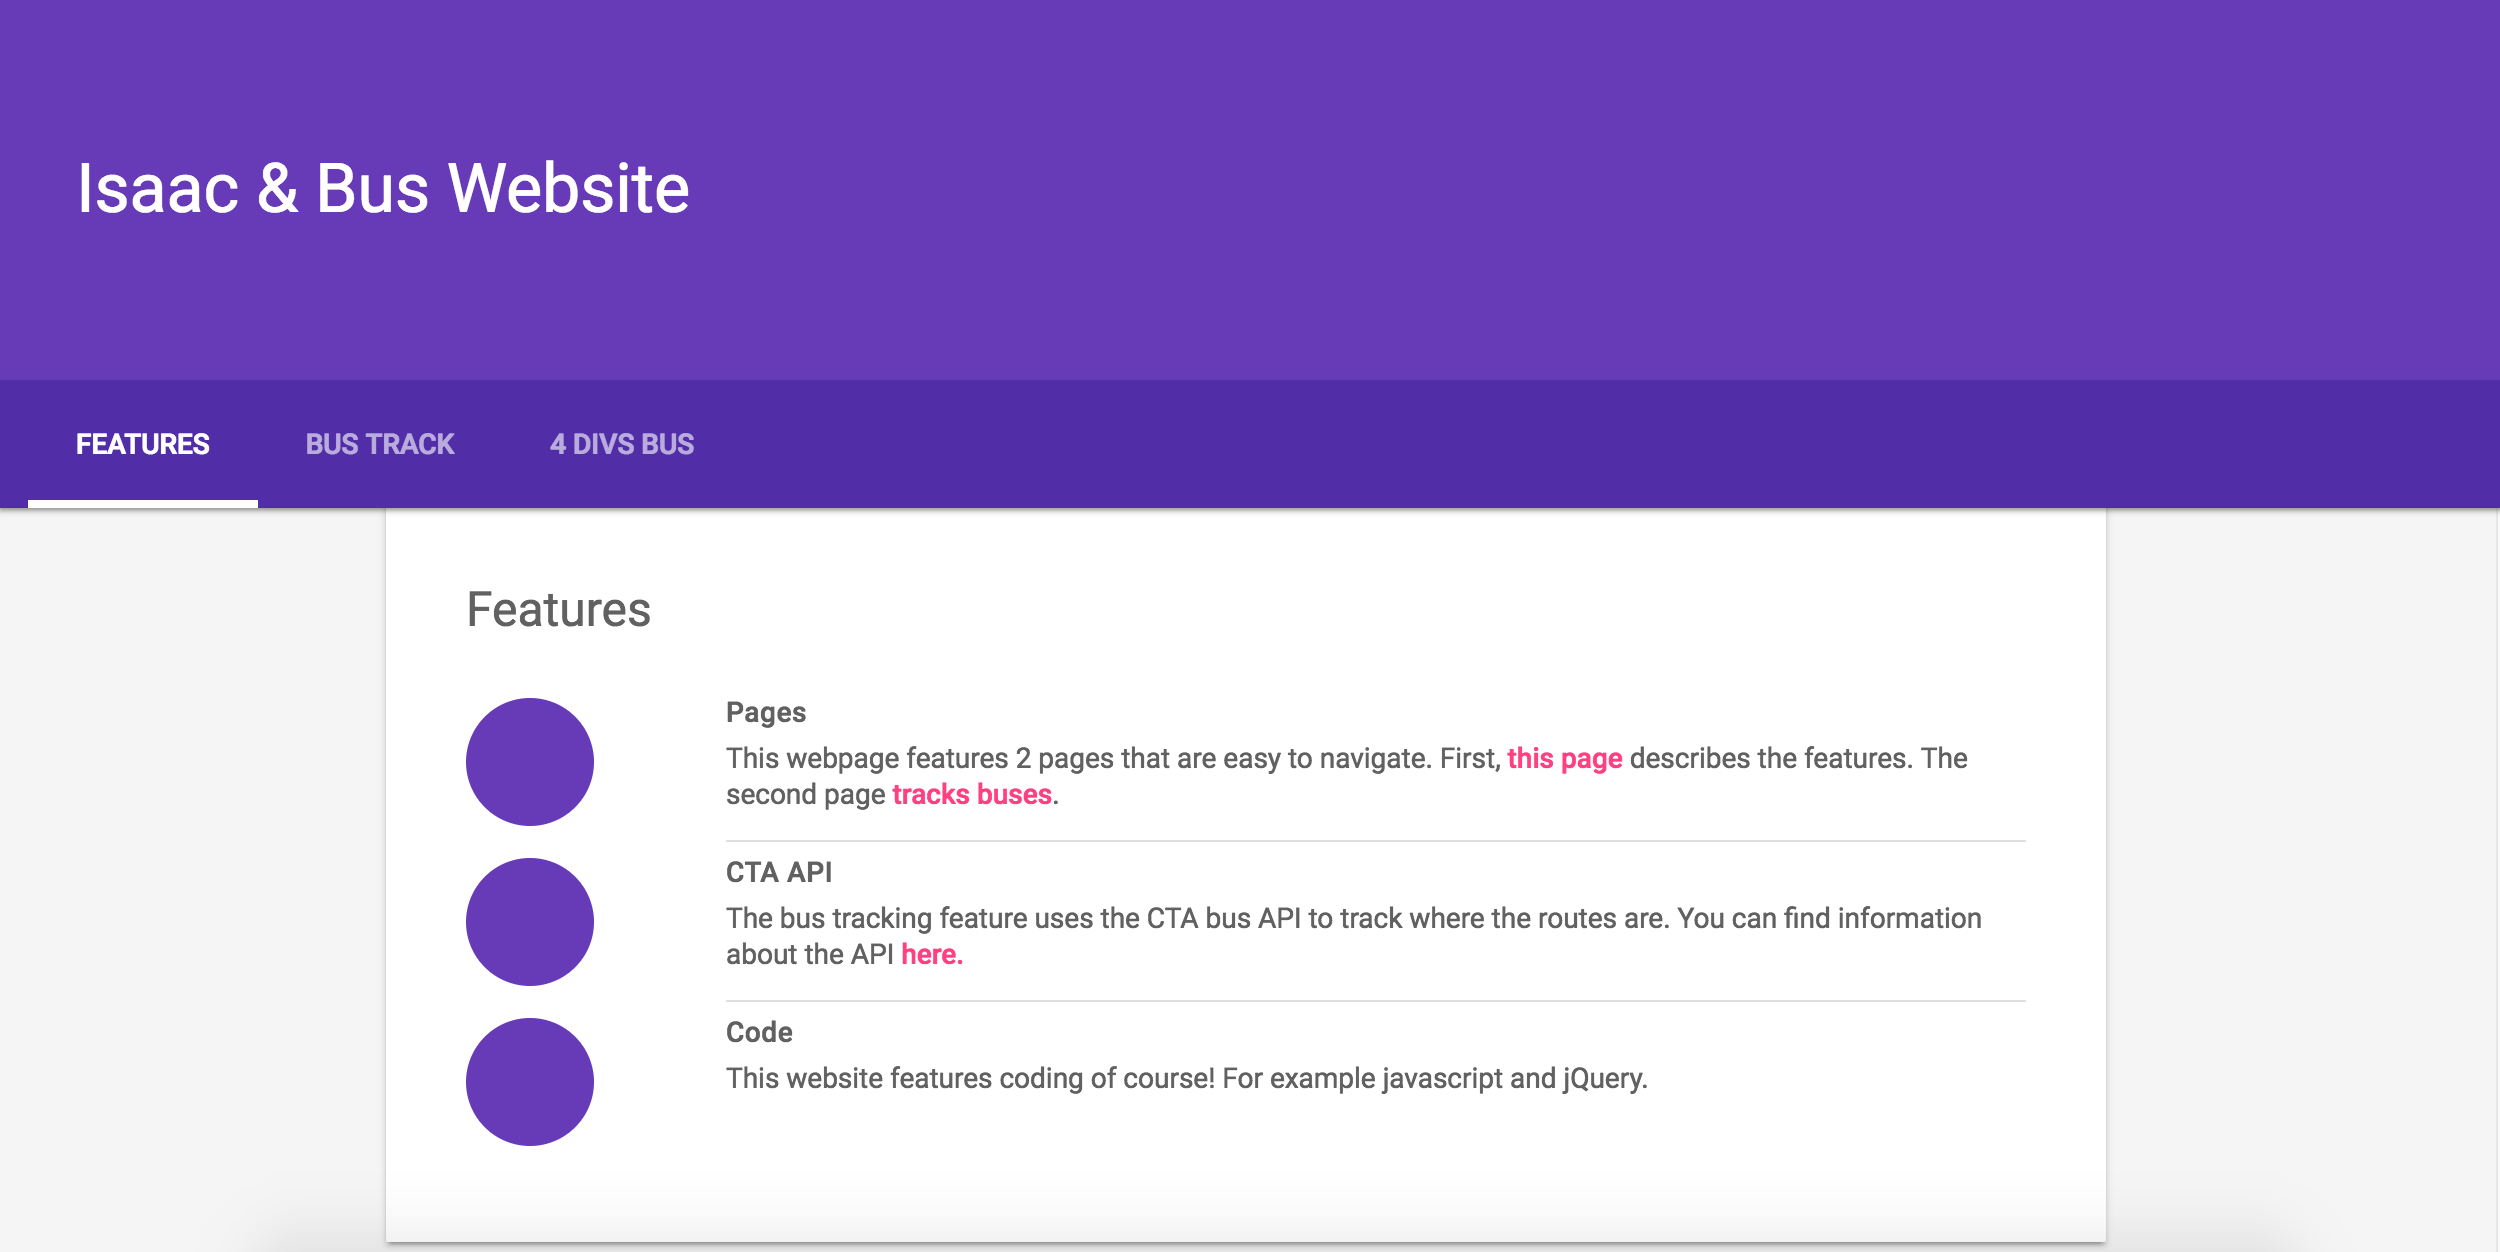 Isaac & Bus Website
FEATURES BUS TRACK 4 DIVS BUS
Features
Pages
This webpage features 2 pages that are easy to navigate. First, this page describes the features. The
second page tracks buses.
CTA API
The bus tracking feature uses the CTA bus API to track where the routes are. You can find information
about the API here.
Code
This website features coding of course! For example javascript and jQuery.